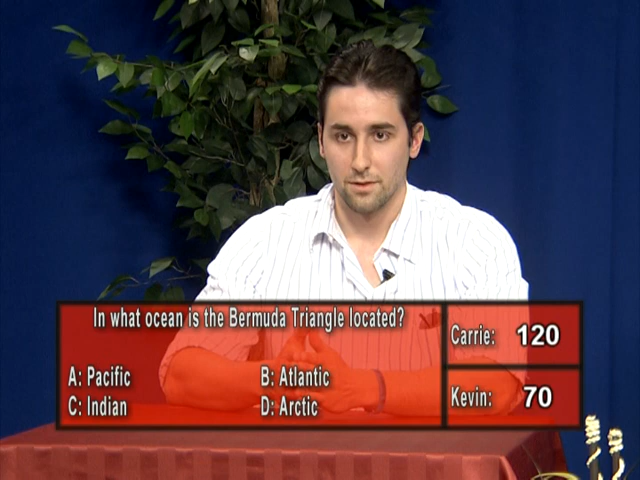 In what ocean is the Bermuda Triangle located?
A: Pacific
B: Atlantic
C: Indian
D: Arctic
Carrie: 120
Kevin: 70